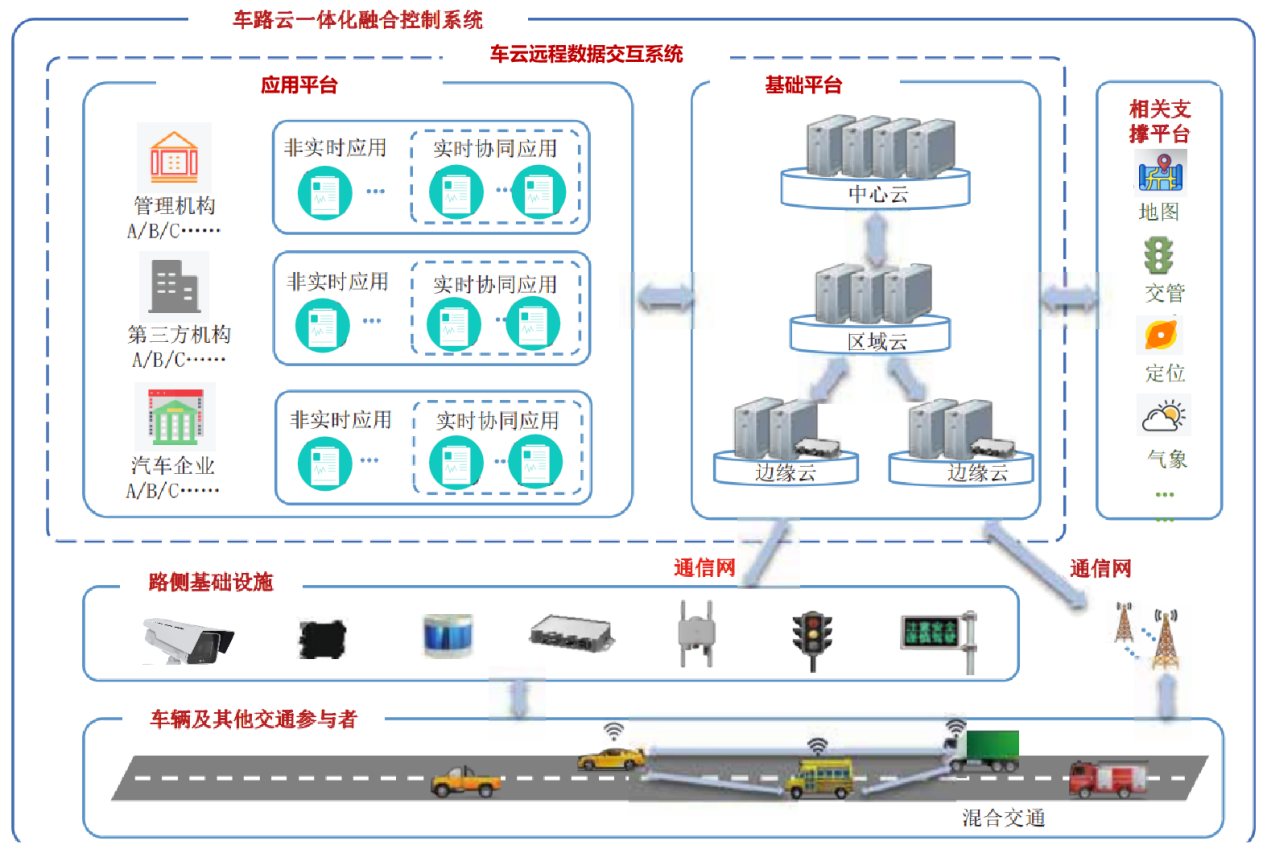 车路云一体化融合控制系统
车云远程数据交互系统
应用平台
管理机构
A/B/C……
非实时应用
实时协同应用
第三方机构
A/B/C……
非实时应用
实时协同应用
汽车企业
A/B/C……
非实时应用
实时协同应用
基础平台
中心云
区域云
边缘云
边缘云
相关支
撑平台
地图
交管
定位
气象
通信网
通信网
路侧基础设施
车辆及其他交通参与者
混合交通